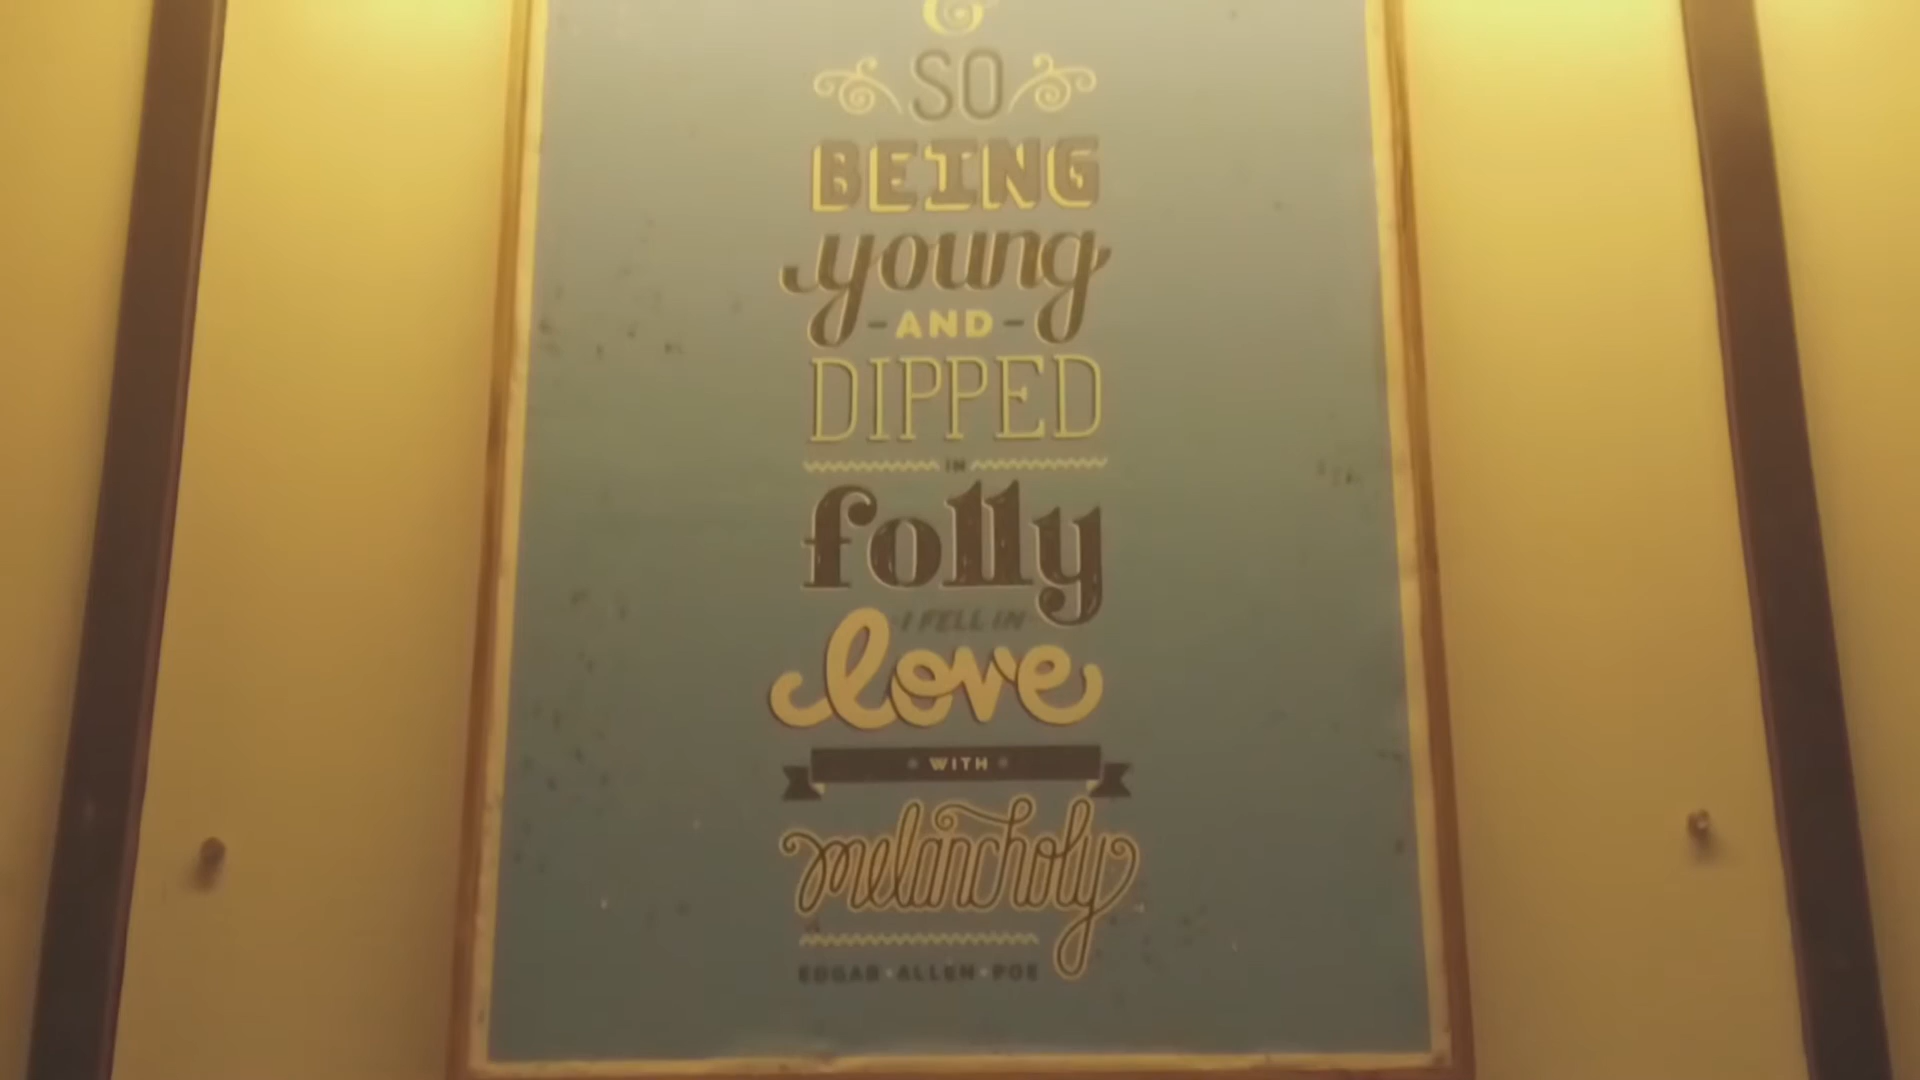 &
SO
BEING
young
-AND-
DIPPED
IN
folly
I FELL IN
love
• WITH •
melancholy
EDGAR•ALLEN•POE